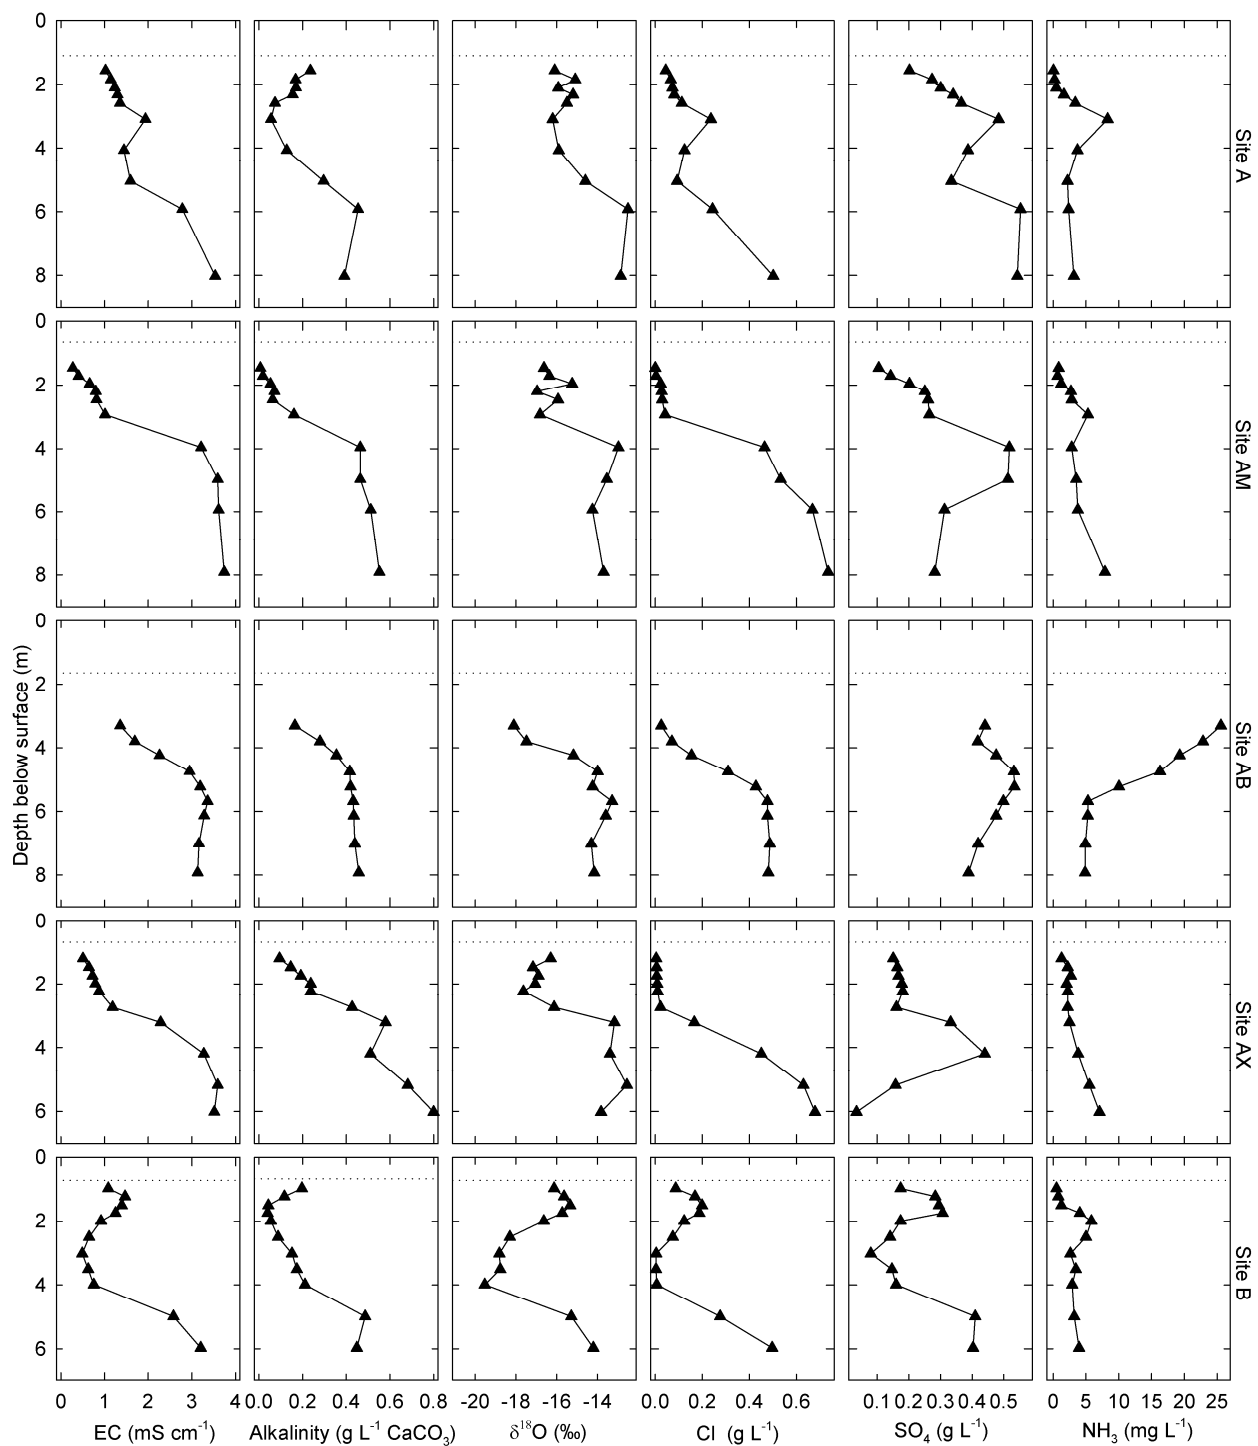 0
2
4
6
8
Site A
0
2
4
6
8
Site AM
0
2
4
6
8
Site AB
Depth below surface (m)
0
2
4
6
Site AX
0
2
4
6
Site B
0 1 2 3 4
0.0 0.2 0.4 0.6 0.8
-20 -18 -16 -14
0.0 0.2 0.4 0.6
0.1 0.2 0.3 0.4 0.5
0 5 10 15 20 25
EC (mS cm⁻¹)
Alkalinity (g L⁻¹ CaCO₃)
δ¹⁸O (‰)
Cl (g L⁻¹)
SO₄ (g L⁻¹)
NH₃ (mg L⁻¹)